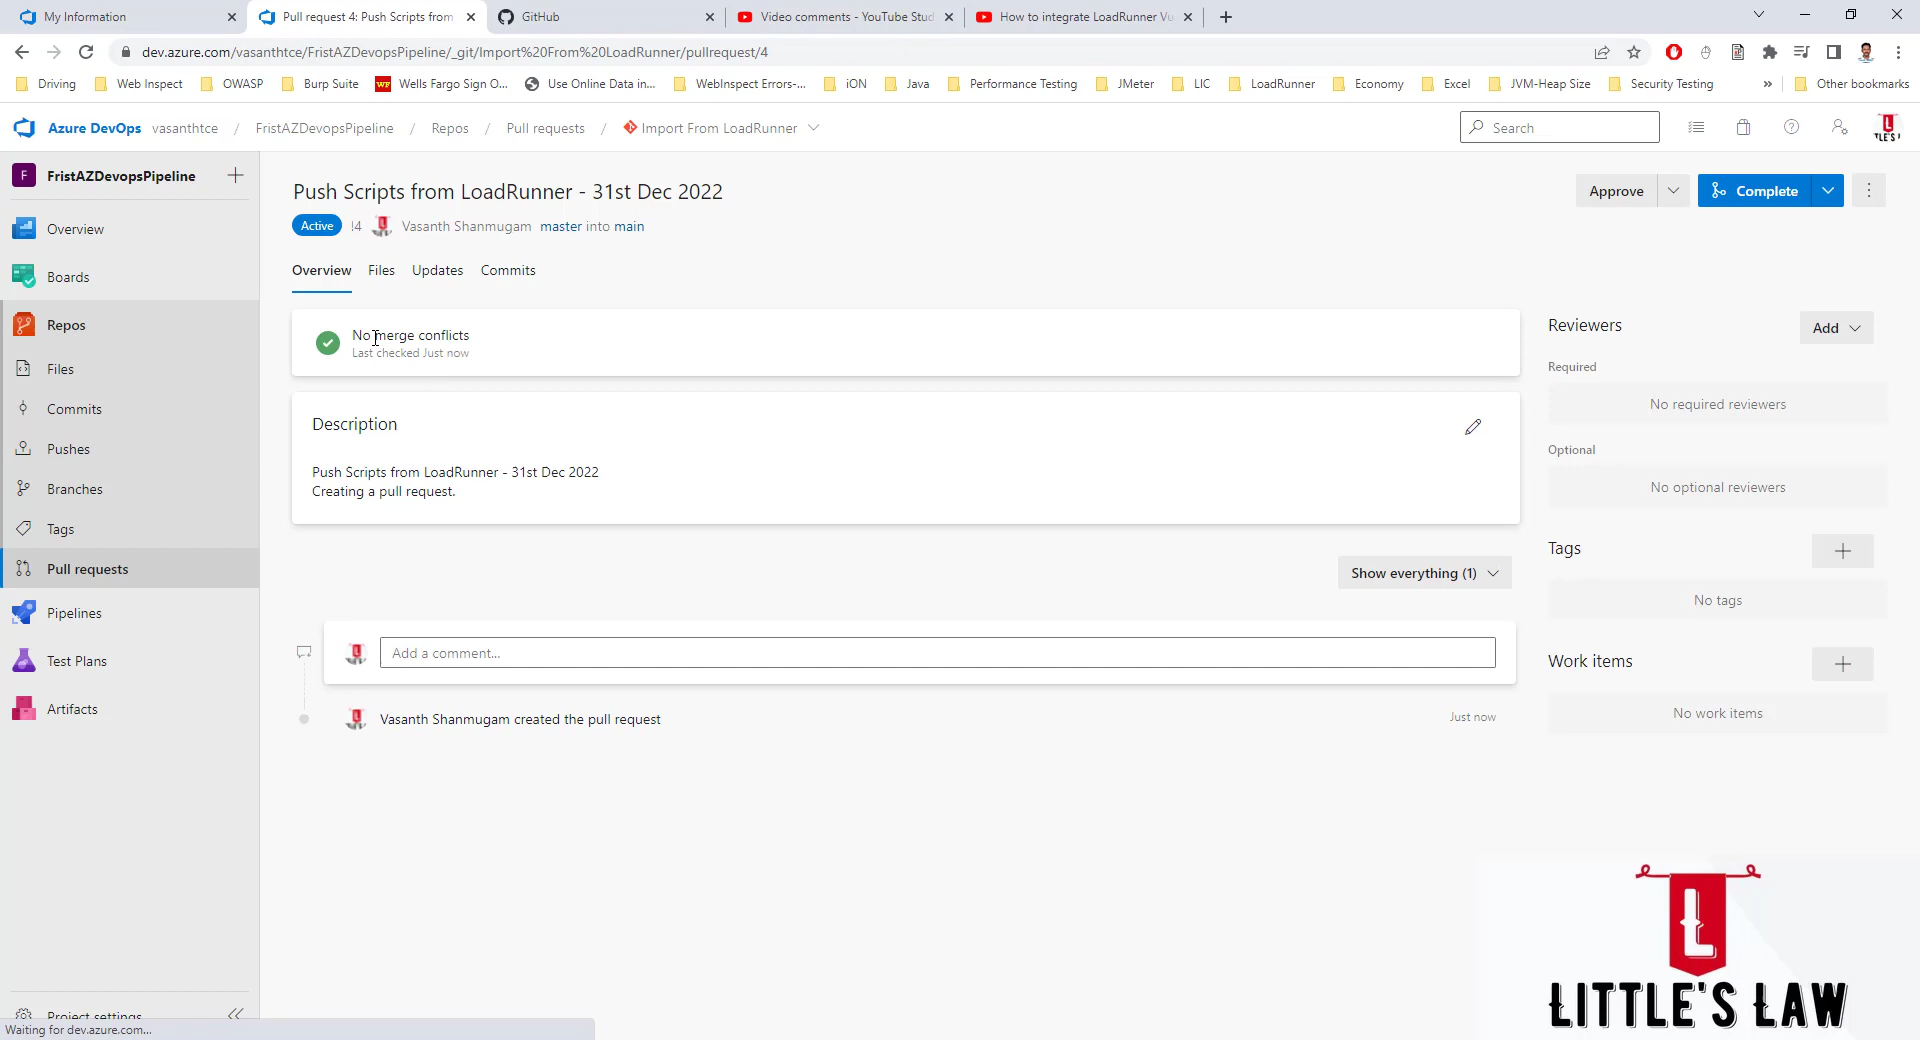 My Information
Pull request 4: Push Scripts from
GitHub
Video comments - YouTube Stud
How to integrate LoadRunner Vu
dev.azure.com/vasanthtce/FristAZDevopsPipeline/_git/Import%20From%20LoadRunner/pullrequest/4
Driving
Web Inspect
OWASP
Burp Suite
Wells Fargo Sign O...
Use Online Data in...
WebInspect Errors-...
iON
Java
Performance Testing
JMeter
LIC
LoadRunner
Economy
Excel
JVM-Heap Size
Security Testing
»
Other bookmarks
Azure DevOps vasanthtce / FristAZDevopsPipeline / Repos / Pull requests / Import From LoadRunner
Search
F FristAZDevopsPipeline
Overview
Boards
Repos
Files
Commits
Pushes
Branches
Tags
Pull requests
Pipelines
Test Plans
Artifacts
Project settings
Waiting for dev.azure.com...
Push Scripts from LoadRunner - 31st Dec 2022
Approve
Complete
Active !4 Vasanth Shanmugam master into main
Overview Files Updates Commits
No merge conflicts
Last checked Just now
Description
Push Scripts from LoadRunner - 31st Dec 2022
Creating a pull request.
Show everything (1)
Add a comment...
Vasanth Shanmugam created the pull request
Just now
Reviewers
Add
Required
No required reviewers
Optional
No optional reviewers
Tags
No tags
Work items
No work items
L
LITTLE'S LAW